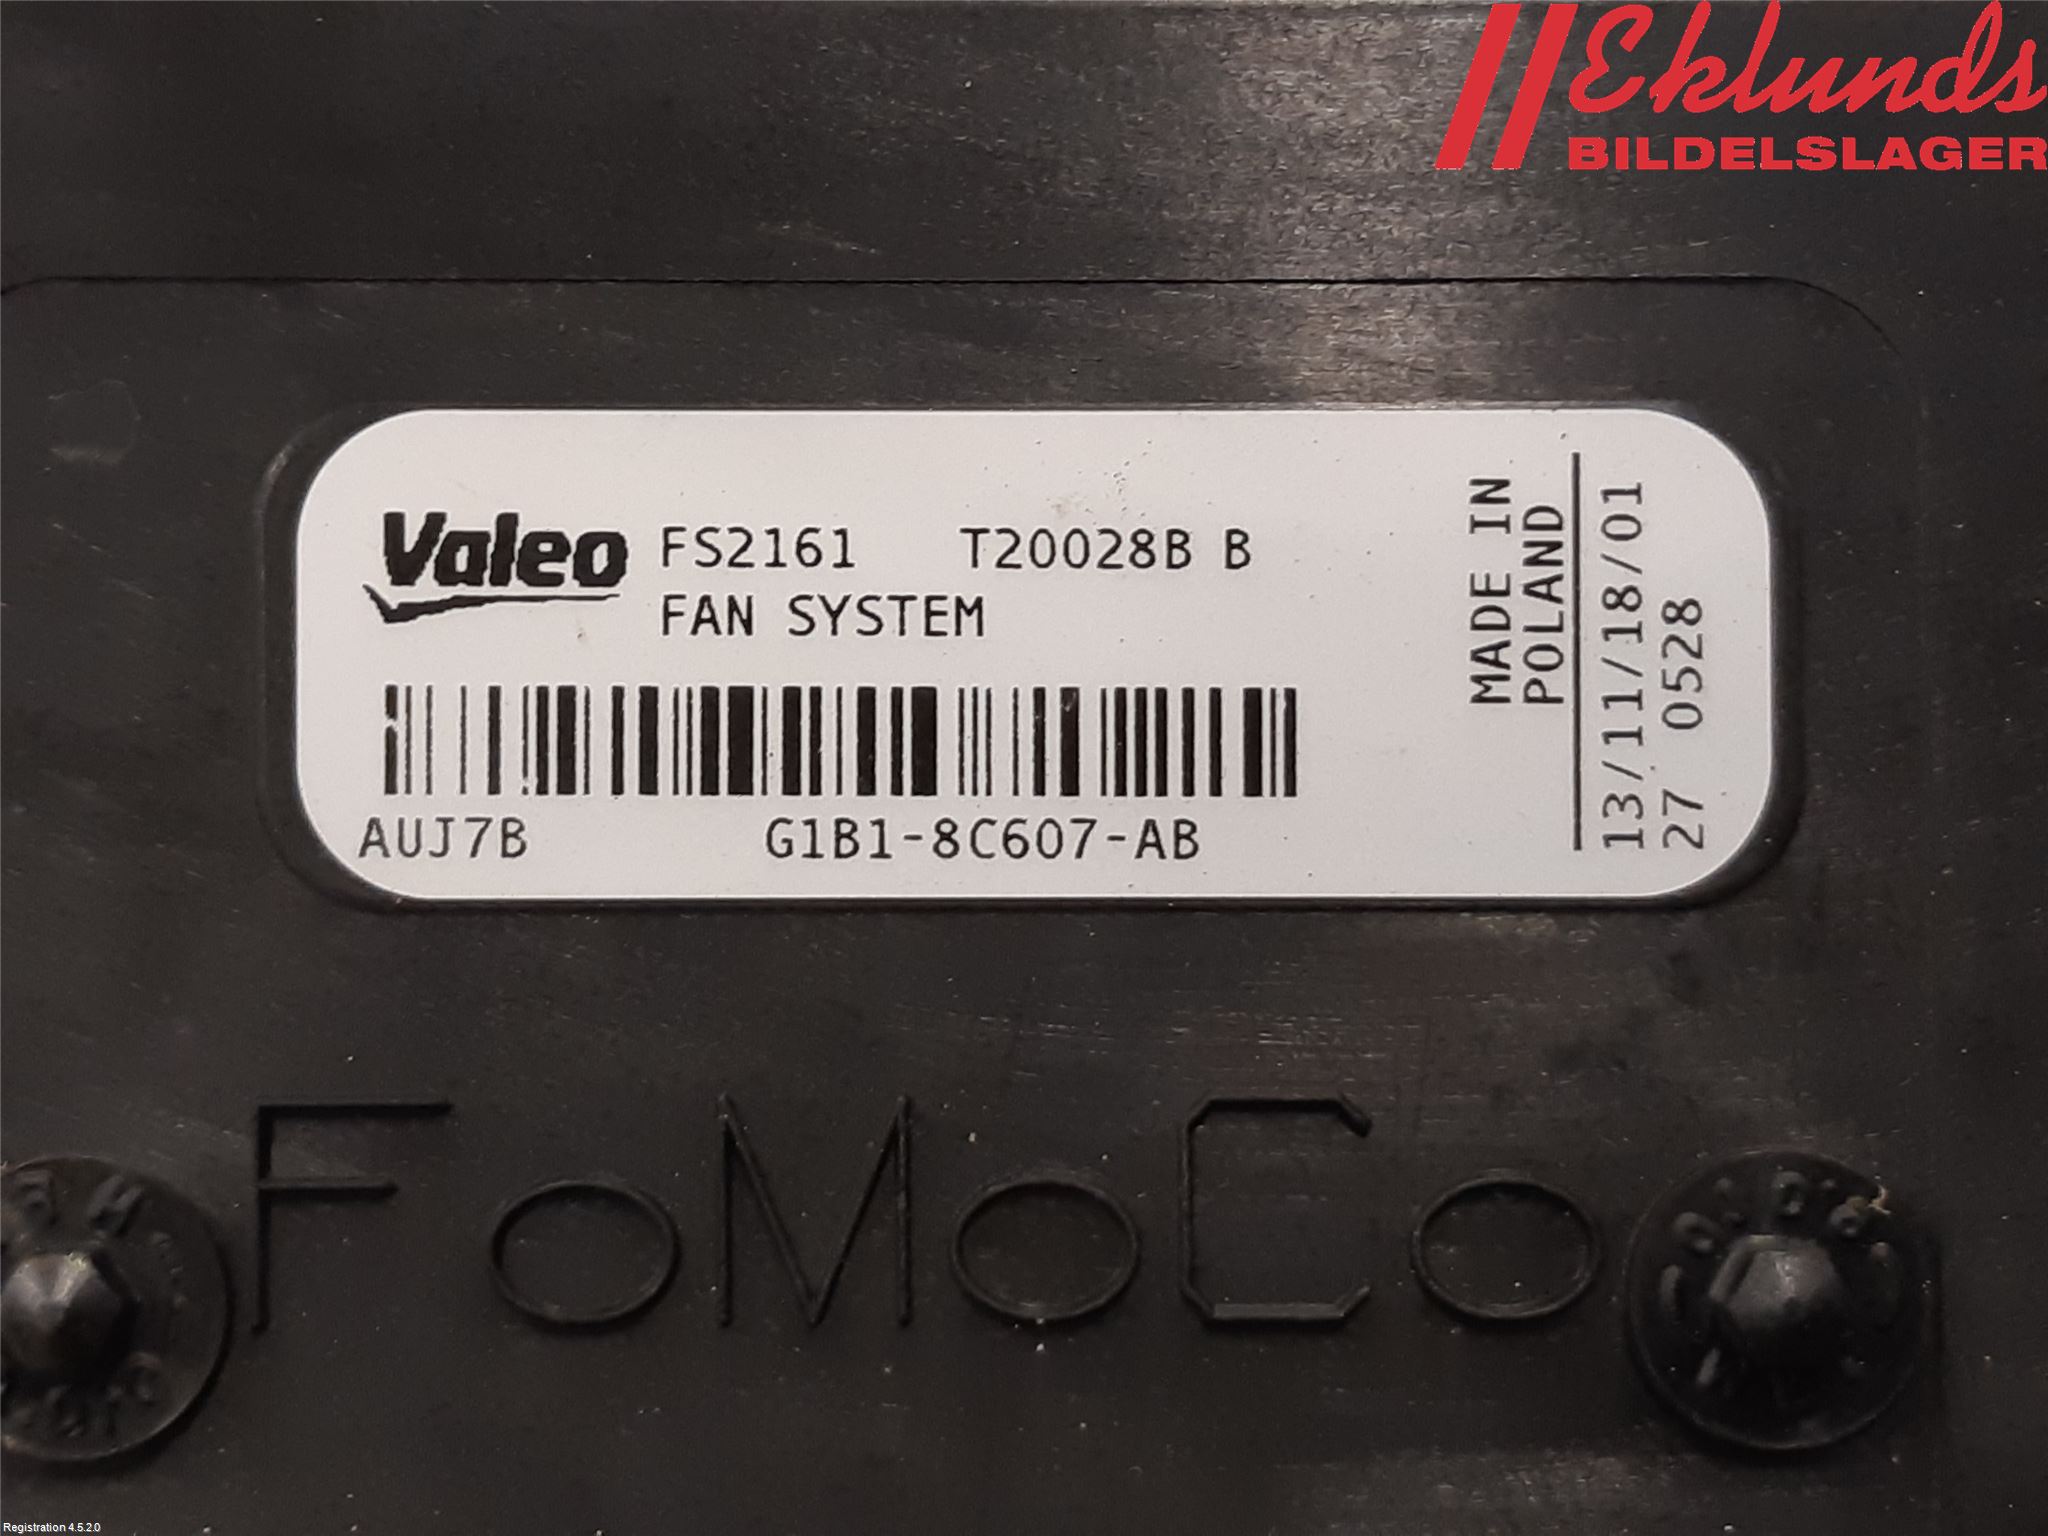 Eklunds
BILDELSLAGER
Valeo FS2161 T20028B B
FAN SYSTEM
AUJ7B G1B1-8C607-AB
MADE IN
POLAND
13/11/18/01
27 0528
FoMoCo
Registration 4.5.2.0